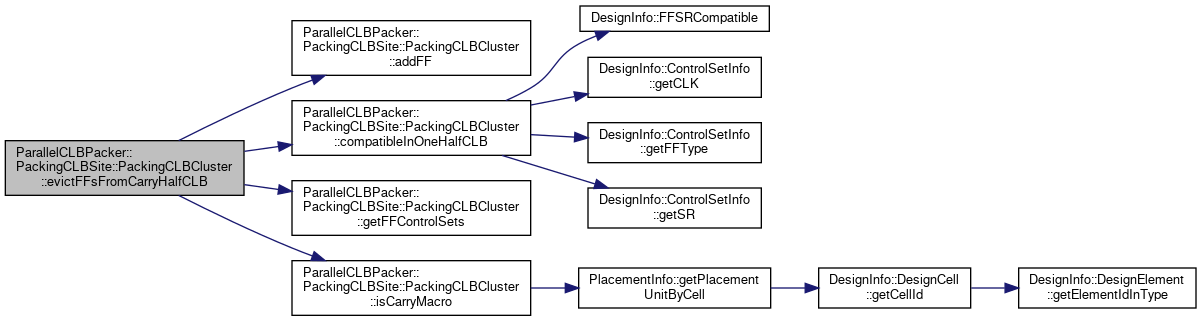 ParallelCLBPacker::
PackingCLBSite::PackingCLBCluster
::evictFFsFromCarryHalfCLB
ParallelCLBPacker::
PackingCLBSite::PackingCLBCluster
::addFF
ParallelCLBPacker::
PackingCLBSite::PackingCLBCluster
::compatibleInOneHalfCLB
ParallelCLBPacker::
PackingCLBSite::PackingCLBCluster
::getFFControlSets
ParallelCLBPacker::
PackingCLBSite::PackingCLBCluster
::isCarryMacro
DesignInfo::FFSRCompatible
DesignInfo::ControlSetInfo
::getCLK
DesignInfo::ControlSetInfo
::getFFType
DesignInfo::ControlSetInfo
::getSR
PlacementInfo::getPlacement
UnitByCell
DesignInfo::DesignCell
::getCellId
DesignInfo::DesignElement
::getElementIdInType